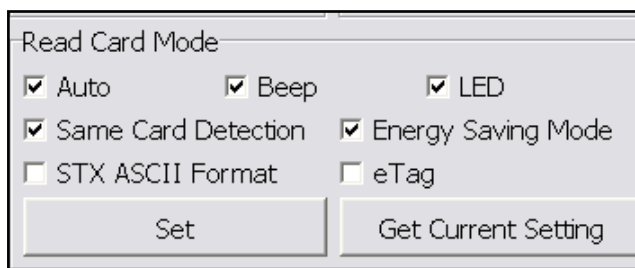 Read Card Mode
Auto Beep LED
Same Card Detection Energy Saving Mode
STX ASCII Format eTag
Set Get Current Setting